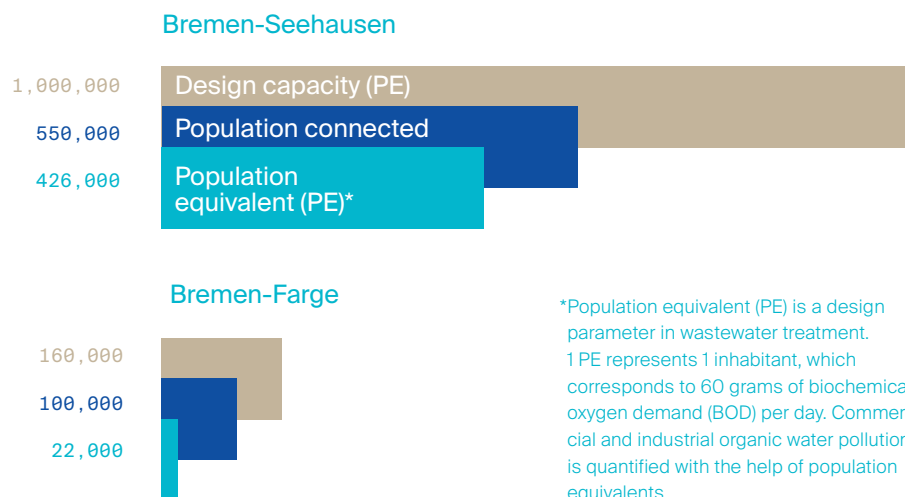 Bremen-Seehausen
1,000,000
Design capacity (PE)
550,000
Population connected
426,000
Population
equivalent (PE)*
Bremen-Farge
160,000
100,000
22,000
*Population equivalent (PE) is a design
parameter in wastewater treatment.
1 PE represents 1 inhabitant, which
corresponds to 60 grams of biochemica
oxygen demand (BOD) per day. Commer
cial and industrial organic water pollution
is quantified with the help of population
equivalents